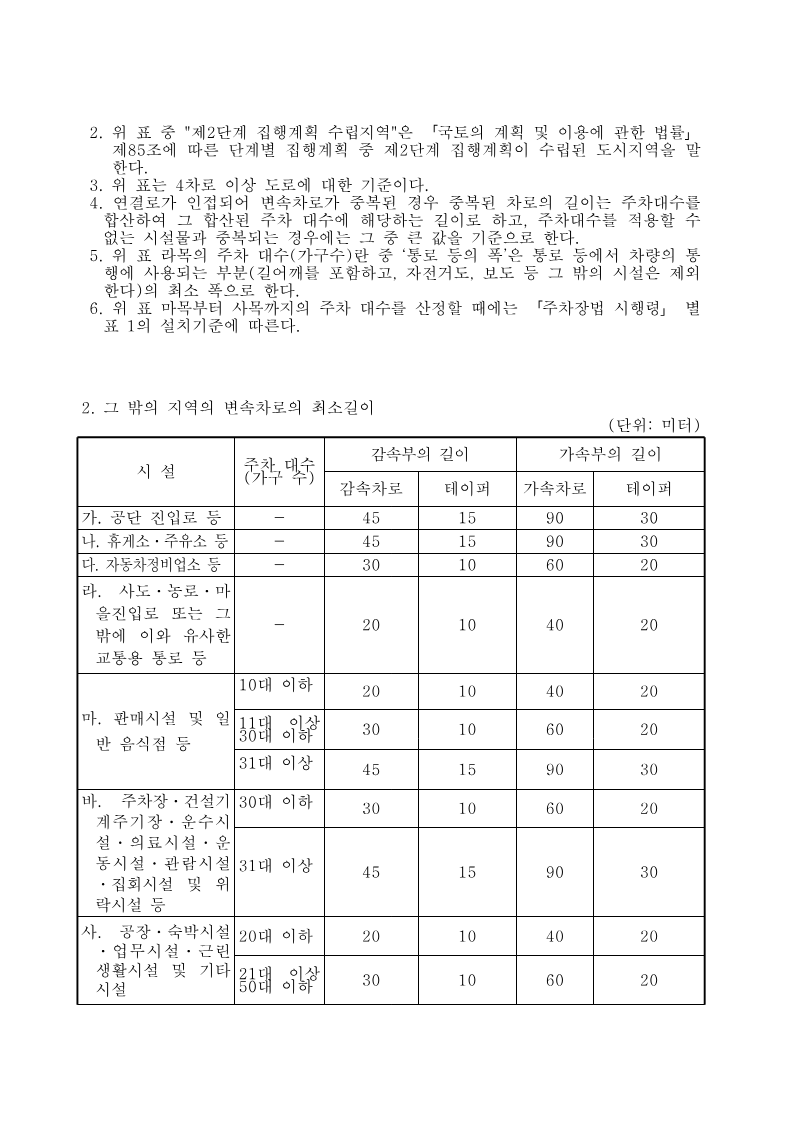 2. 위 표 중 "제2단계 집행계획 수립지역"은 「국토의 계획 및 이용에 관한 법률」
제85조에 따른 단계별 집행계획 중 제2단계 집행계획이 수립된 도시지역을 말
한다.
3. 위 표는 4차로 이상 도로에 대한 기준이다.
4. 연결로가 인접되어 변속차로가 중복된 경우 중복된 차로의 길이는 주차대수를
합산하여 그 합산된 주차 대수에 해당하는 길이로 하고, 주차대수를 적용할 수
없는 시설물과 중복되는 경우에는 그 중 큰 값을 기준으로 한다.
5. 위 표 라목의 주차 대수(가구수)란 중 ‘통로 등의 폭’은 통로 등에서 차량의 통
행에 사용되는 부분(길어깨를 포함하고, 자전거도, 보도 등 그 밖의 시설은 제외
한다)의 최소 폭으로 한다.
6. 위 표 마목부터 사목까지의 주차 대수를 산정할 때에는 「주차장법 시행령」 별
표 1의 설치기준에 따른다.
2. 그 밖의 지역의 변속차로의 최소길이
(단위: 미터)
시 설
주차 대수
(가구 수)
감속부의 길이
가속부의 길이
감속차로
테이퍼
가속차로
테이퍼
가. 공단 진입로 등 － 45 15 90 30
나. 휴게소·주유소 등 － 45 15 90 30
다. 자동차정비업소 등 － 30 10 60 20
라. 사도·농로·마
을진입로 또는 그
밖에 이와 유사한
교통용 통로 등
－ 20 10 40 20
마. 판매시설 및 일
반 음식점 등
10대 이하 20 10 40 20
11대 이상
30대 이하 30 10 60 20
31대 이상 45 15 90 30
바. 주차장·건설기
계주기장·운수시
설·의료시설·운
동시설·관람시설
·집회시설 및 위
락시설 등
30대 이하 30 10 60 20
31대 이상 45 15 90 30
사. 공장·숙박시설
·업무시설·근린
생활시설 및 기타
시설
20대 이하 20 10 40 20
21대 이상
50대 이하 30 10 60 20